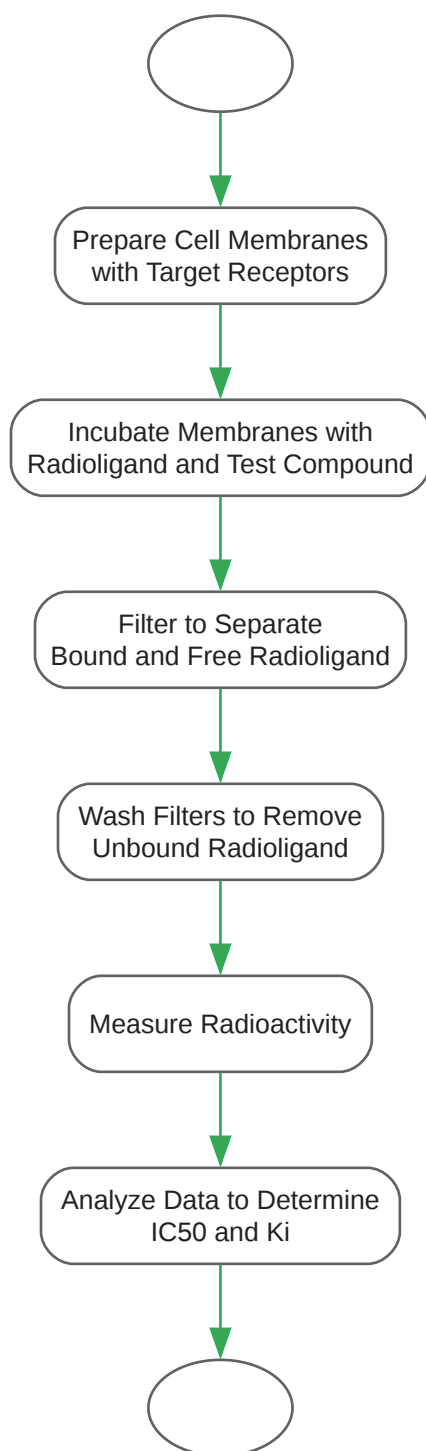 Prepare Cell Membranes
with Target Receptors
Incubate Membranes with
Radioligand and Test Compound
Filter to Separate
Bound and Free Radioligand
Wash Filters to Remove
Unbound Radioligand
Measure Radioactivity
Analyze Data to Determine
IC50 and Ki